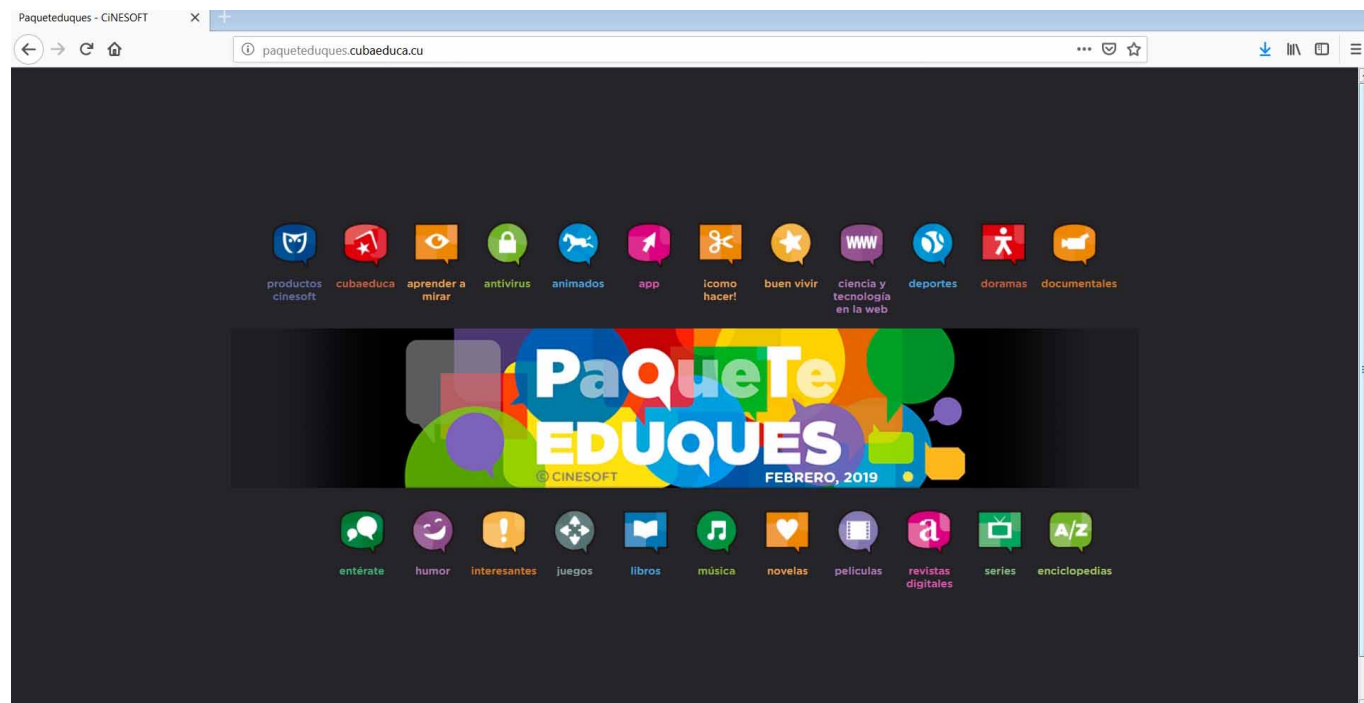 Paqueteduques - CiNESOFT
paqueteduques.cubaeduca.cu
www
productos cinesoft
cubaeduca
aprender a mirar
antivirus
animados
app
¡como hacer!
buen vivir
ciencia y tecnología en la web
deportes
doramas
documentales
PaQueTe
EDUQUES
© CINESOFT
FEBRERO, 2019
a
A/Z
entérate
humor
interesantes
juegos
libros
música
novelas
peliculas
revistas digitales
series
enciclopedias